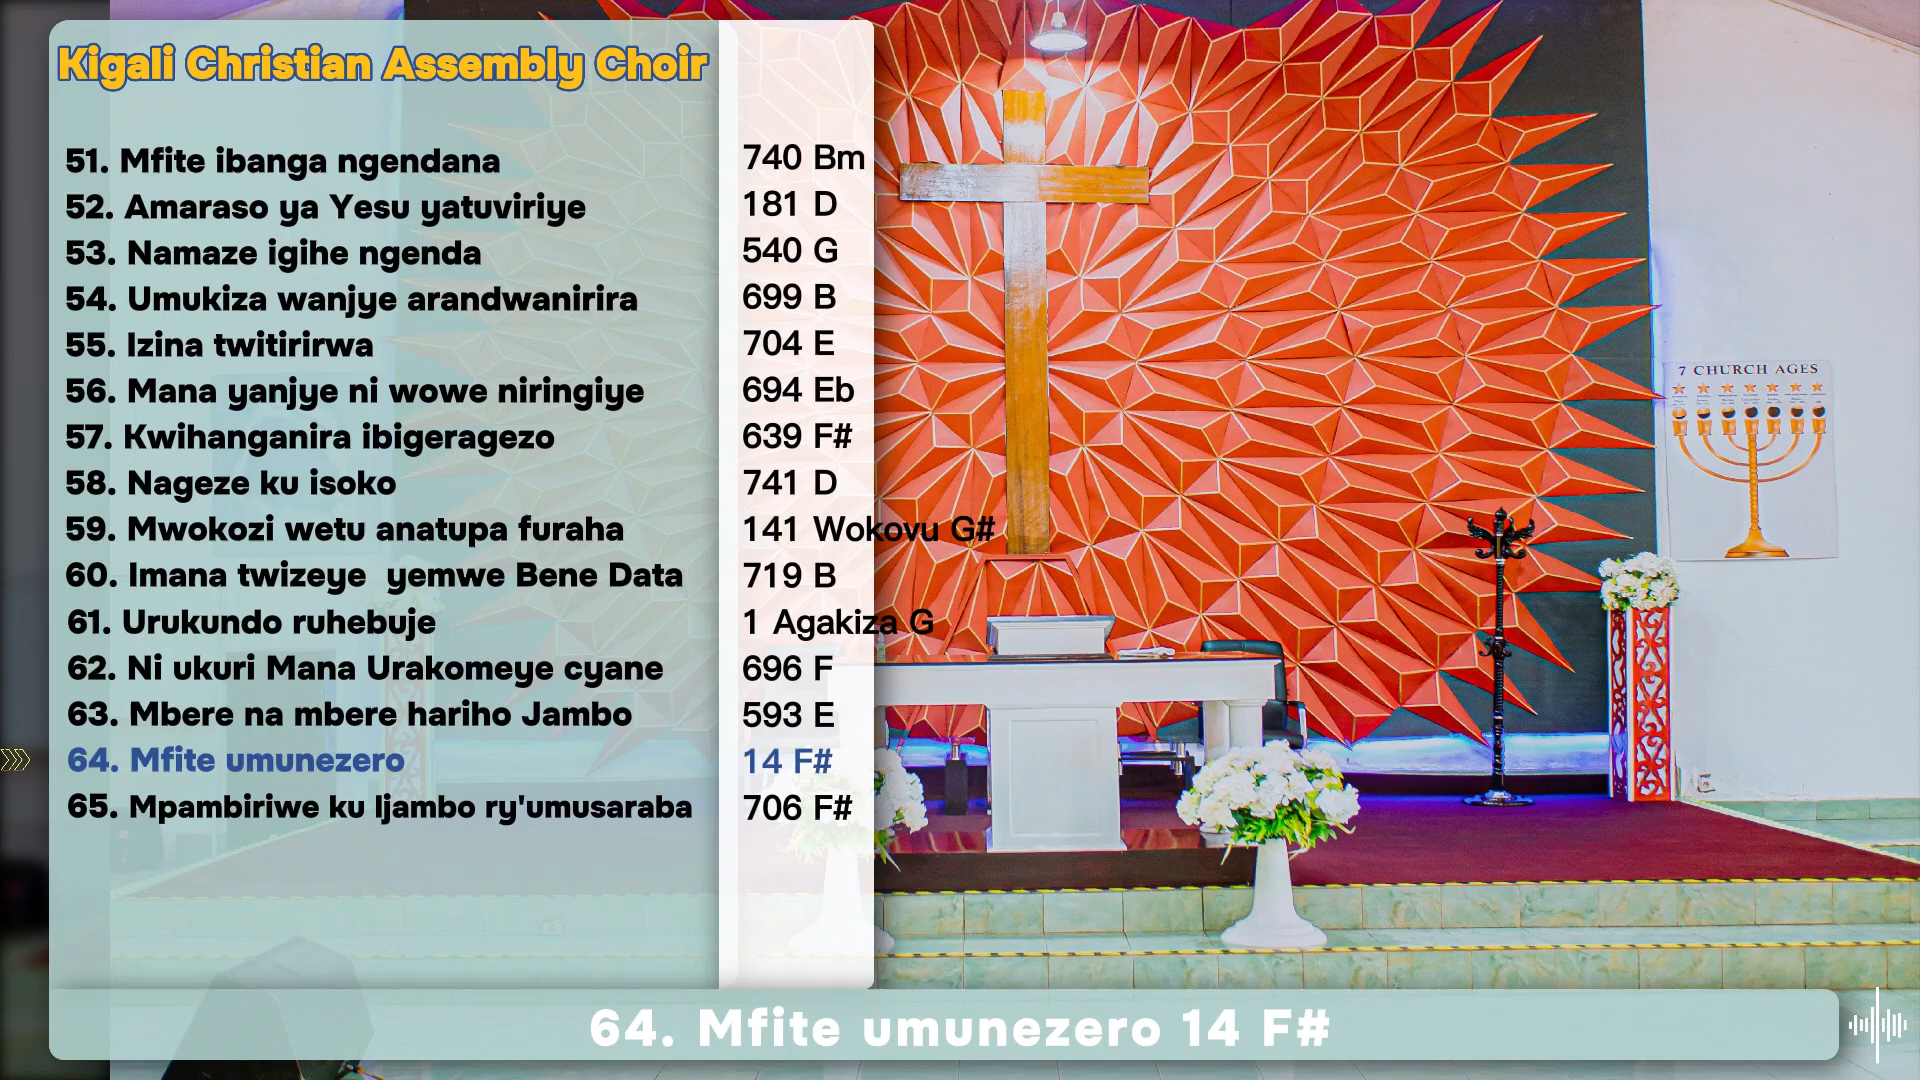 Kigali Christian Assembly Choir
51. Mfite ibanga ngendana 740 Bm
52. Amaraso ya Yesu yatuviriye 181 D
53. Namaze igihe ngenda 540 G
54. Umukiza wanjye arandwanirira 699 B
55. Izina twitirirwa 704 E
56. Mana yanjye ni wowe niringiye 694 Eb
57. Kwihanganira ibigeragezo 639 F#
58. Nageze ku isoko 741 D
59. Mwokozi wetu anatupa furaha 141 Wokovu G#
60. Imana twizeye yemwe Bene Data 719 B
61. Urukundo ruhebuje 1 Agakiza G
62. Ni ukuri Mana Urakomeye cyane 696 F
63. Mbere na mbere hariho Jambo 593 E
64. Mfite umunezero 14 F#
65. Mpambiriwe ku Ijambo ry'umusaraba 706 F#
7 CHURCH AGES
64. Mfite umunezero 14 F#